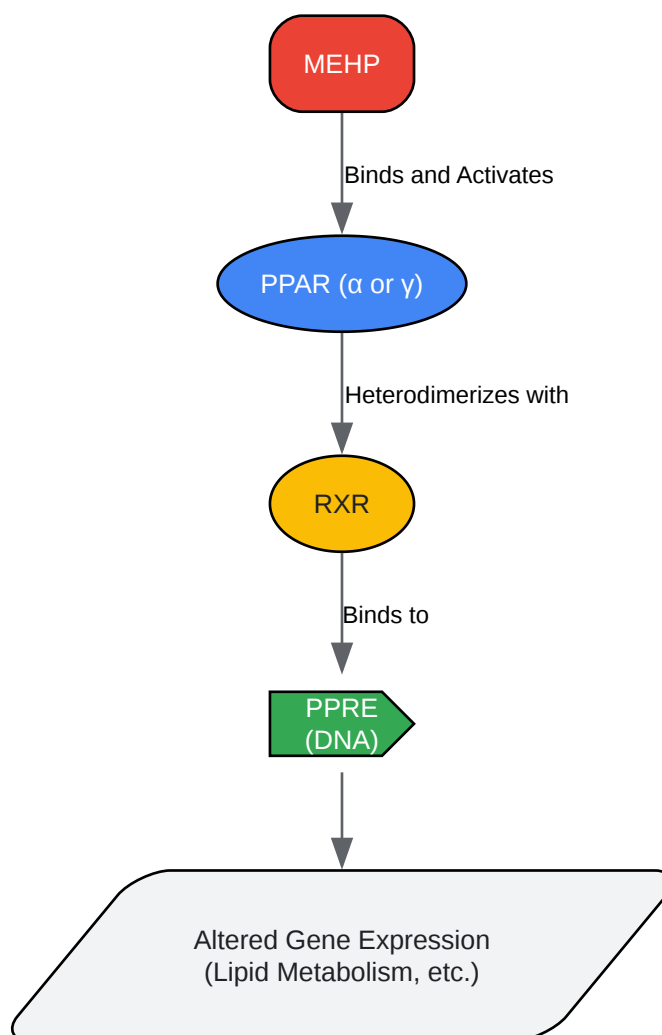 MEHP
Binds and Activates
PPAR (α or γ)
Heterodimerizes with
RXR
Binds to
PPRE
(DNA)
Altered Gene Expression
(Lipid Metabolism, etc.)